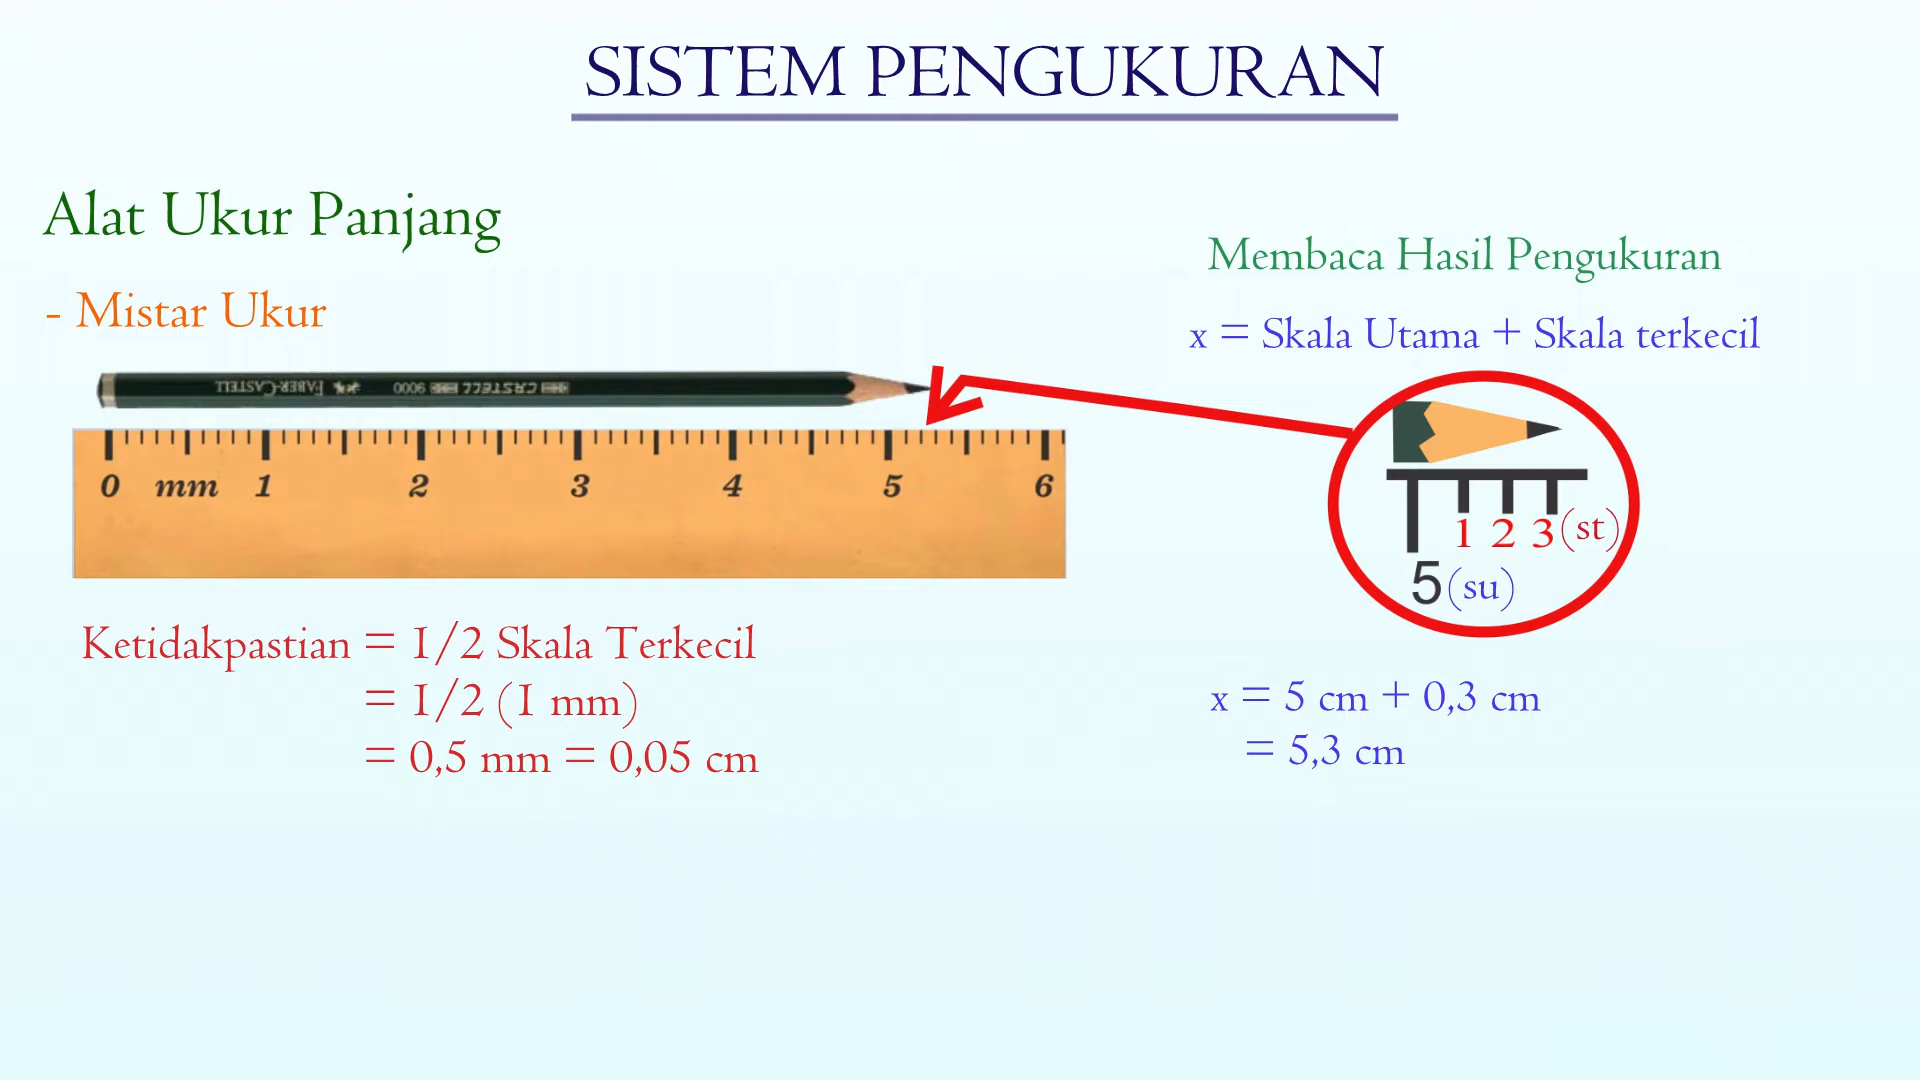 SISTEM PENGUKURAN
Alat Ukur Panjang
- Mistar Ukur
FABER-CASTELL CASTELL 9000
0 mm 1 2 3 4 5 6
Ketidakpastian = 1/2 Skala Terkecil
= 1/2 (1 mm)
= 0,5 mm = 0,05 cm
Membaca Hasil Pengukuran
x = Skala Utama + Skala terkecil
1 2 3 (st)
5 (su)
x = 5 cm + 0,3 cm
= 5,3 cm